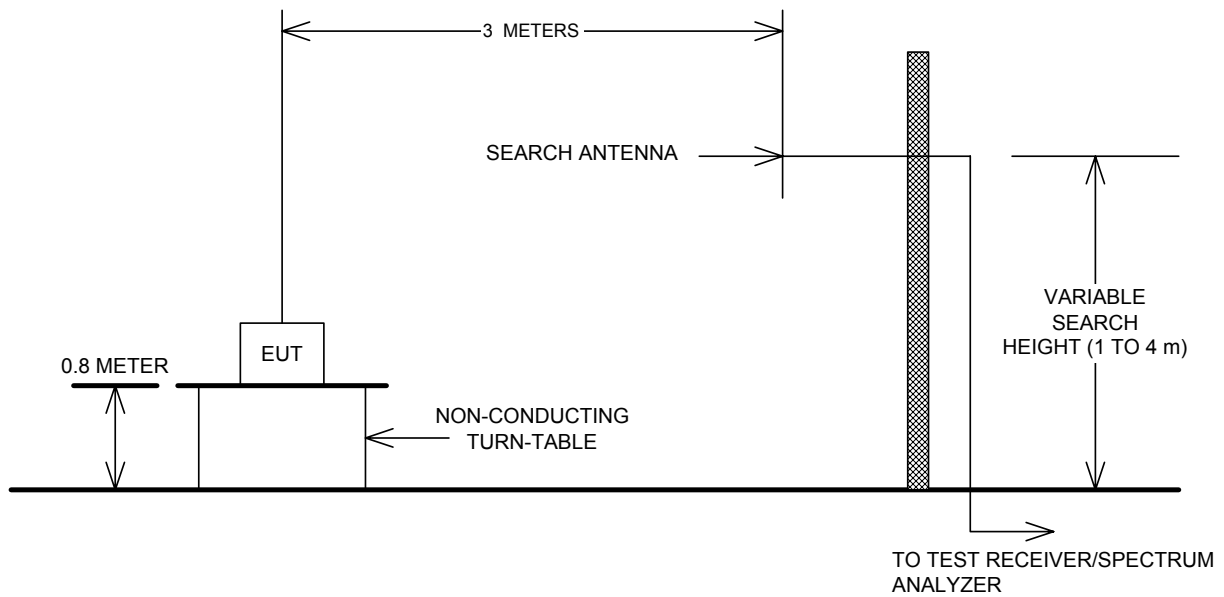 3 METERS
SEARCH ANTENNA
EUT
0.8 METER
NON-CONDUCTING
TURN-TABLE
VARIABLE
SEARCH
HEIGHT (1 TO 4 m)
TO TEST RECEIVER/SPECTRUM
ANALYZER